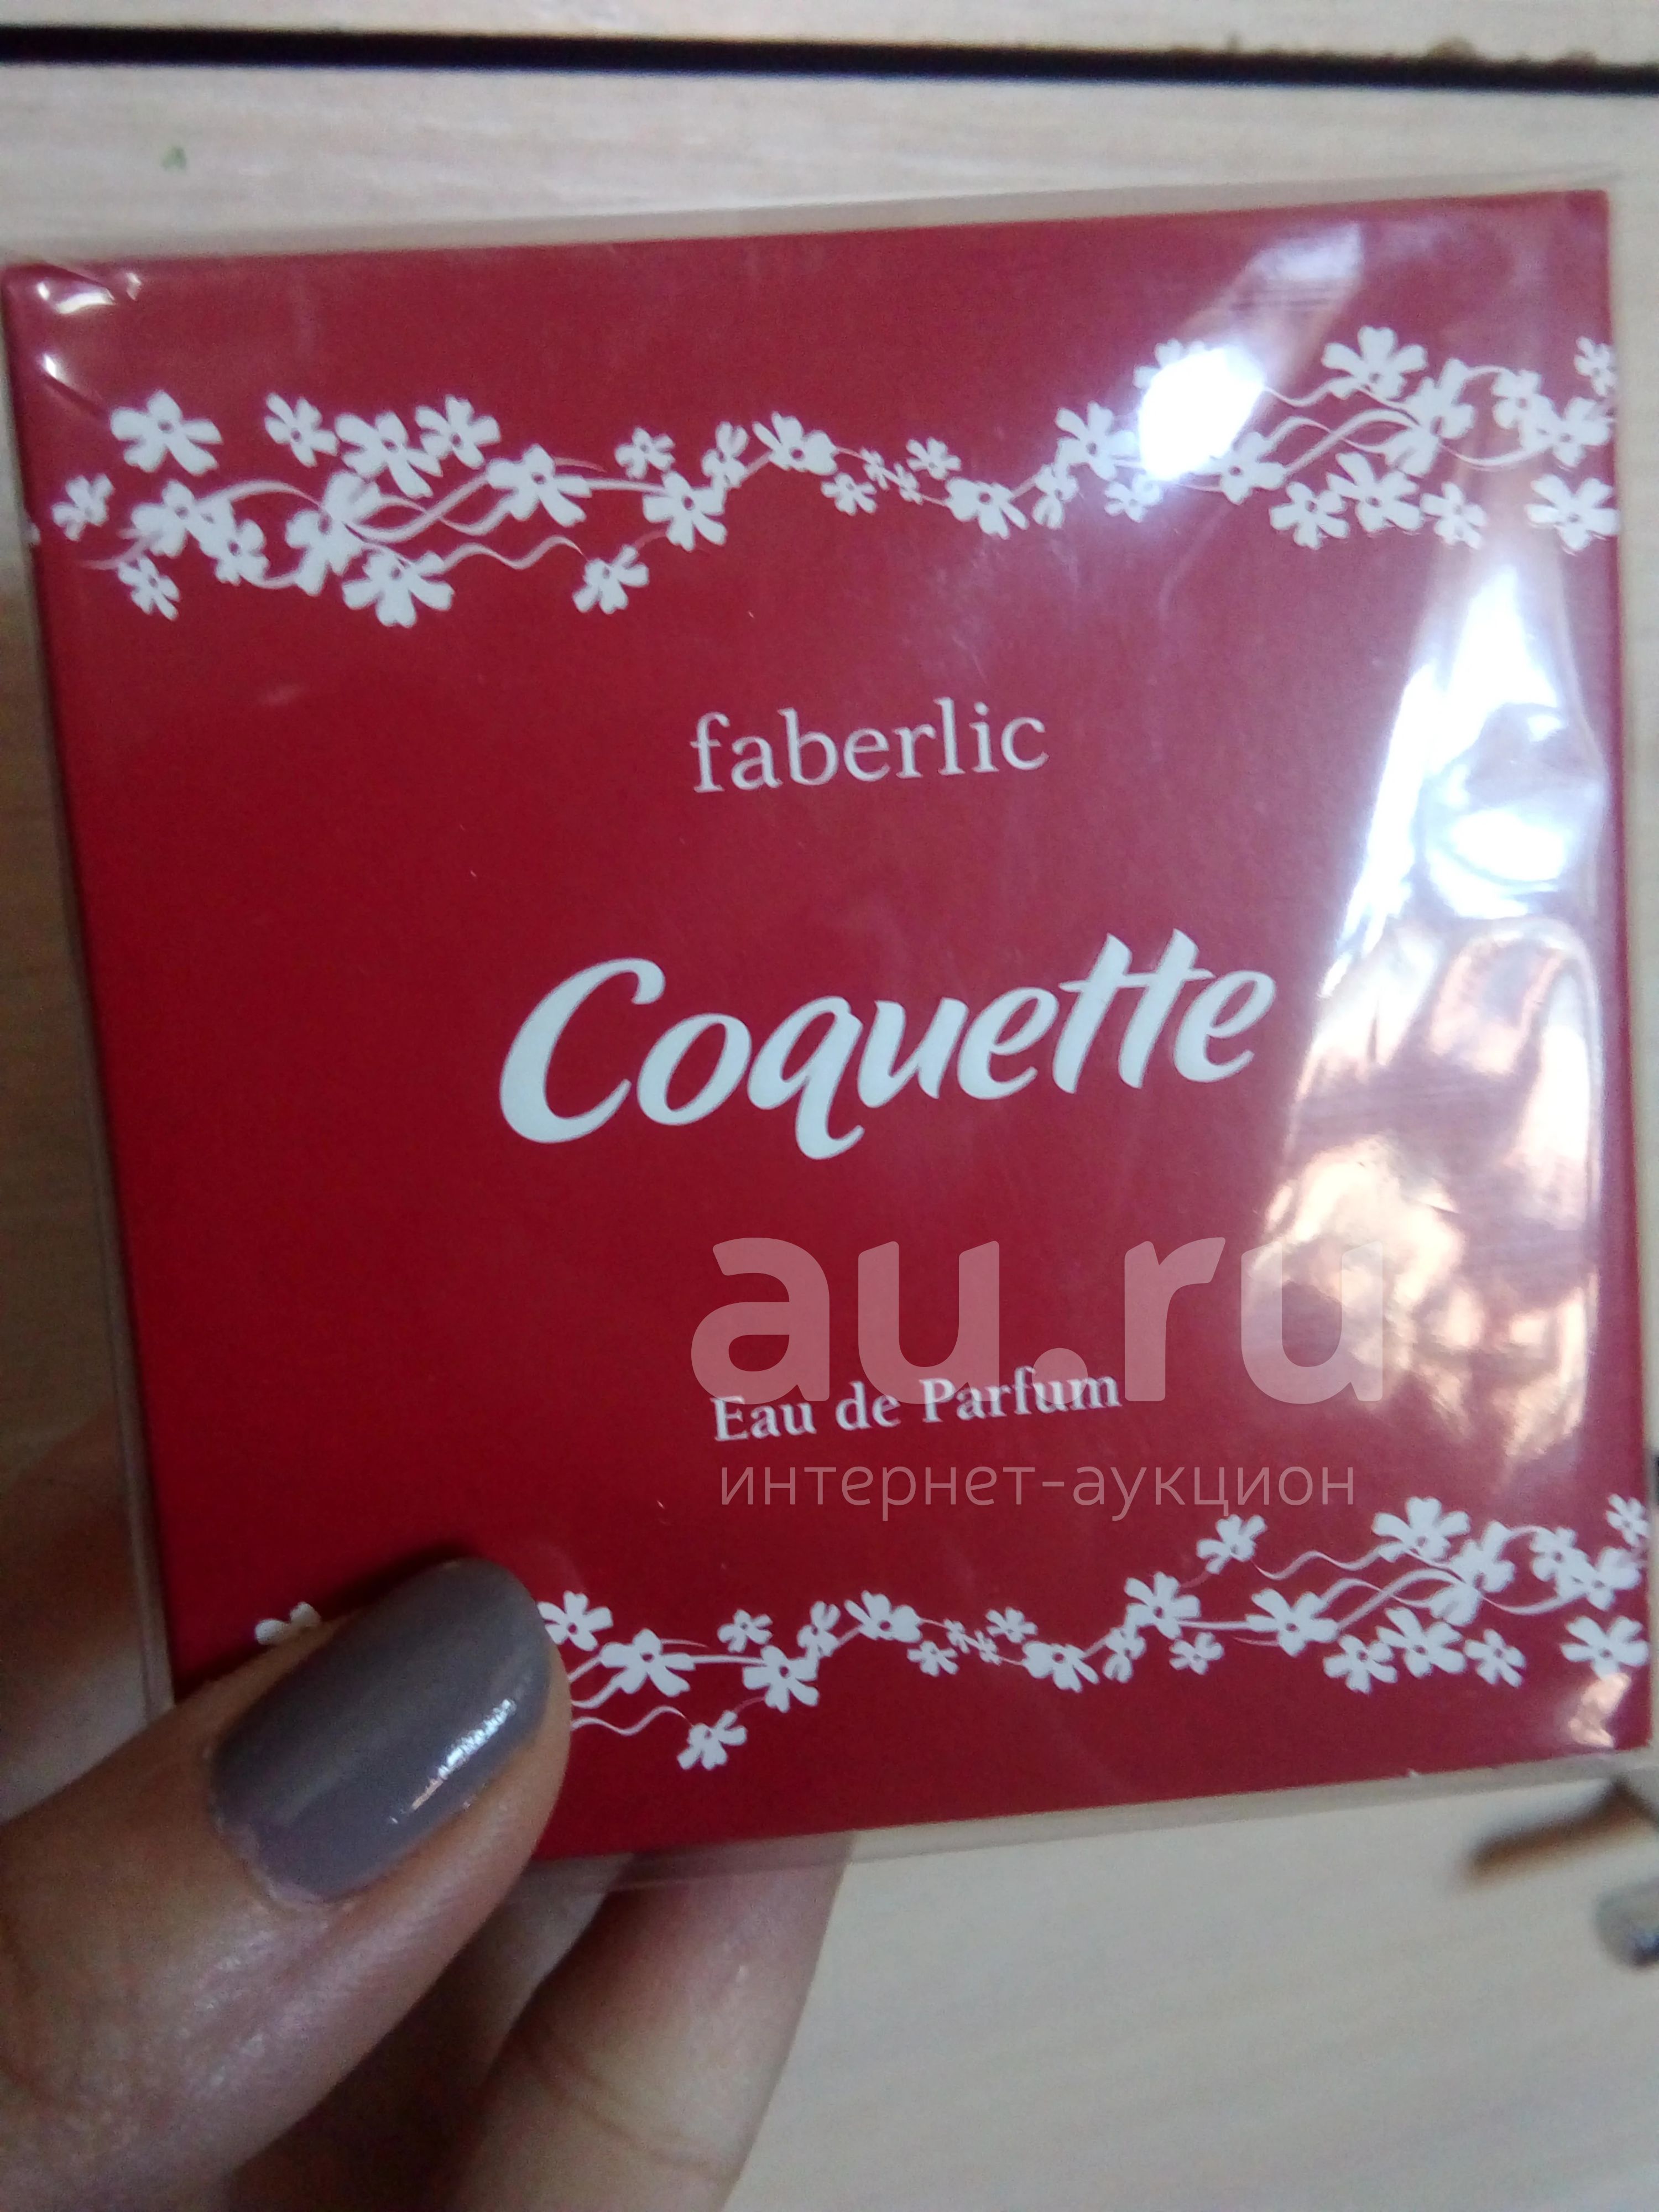 faberlic
Coquette
au.ru
Eau de Parfum
интернет-аукцион